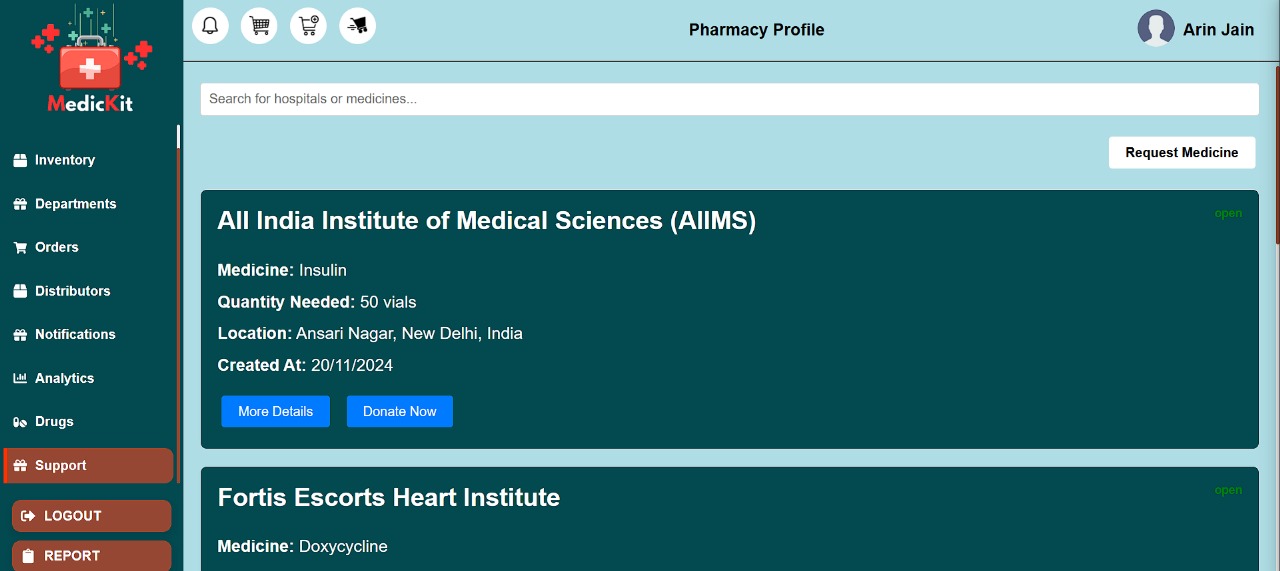 MedicKit
Inventory
Departments
Orders
Distributors
Notifications
Analytics
Drugs
Support
LOGOUT
REPORT
Pharmacy Profile
Arin Jain
Search for hospitals or medicines...
Request Medicine
All India Institute of Medical Sciences (AIIMS)
open
Medicine: Insulin
Quantity Needed: 50 vials
Location: Ansari Nagar, New Delhi, India
Created At: 20/11/2024
More Details
Donate Now
Fortis Escorts Heart Institute
open
Medicine: Doxycycline